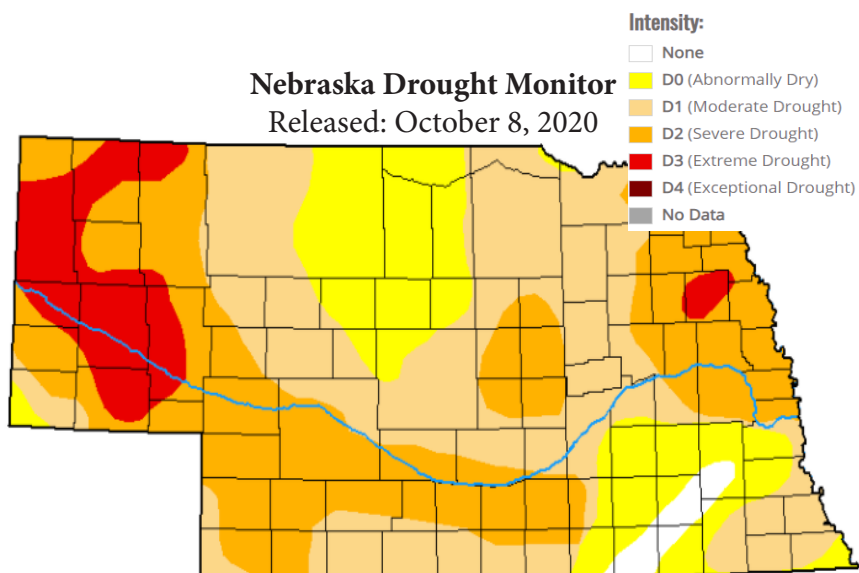 Nebraska Drought Monitor
Released: October 8, 2020
Intensity:
None
D0 (Abnormally Dry)
D1 (Moderate Drought)
D2 (Severe Drought)
D3 (Extreme Drought)
D4 (Exceptional Drought)
No Data